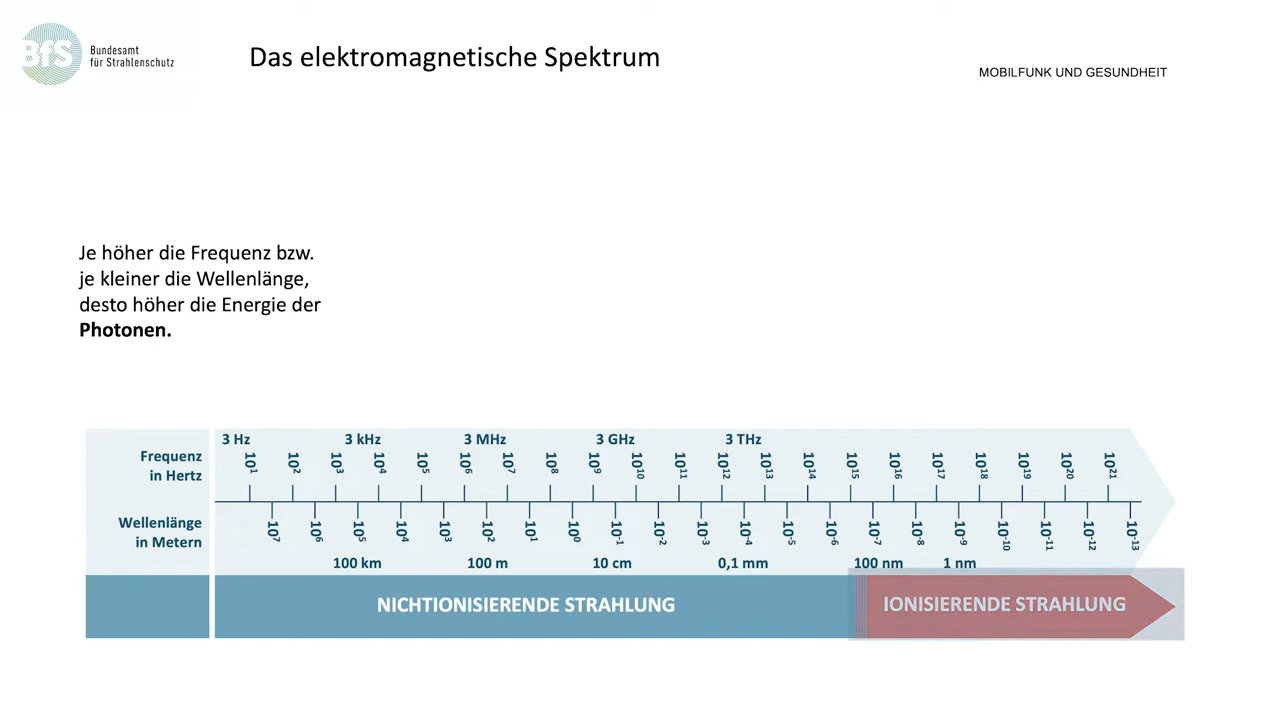 BfS
Bundesamt
für Strahlenschutz
Das elektromagnetische Spektrum
MOBILFUNK UND GESUNDHEIT
Je höher die Frequenz bzw.
je kleiner die Wellenlänge,
desto höher die Energie der
Photonen.
3 Hz 3 kHz 3 MHz 3 GHz 3 THz
Frequenz
in Hertz
10¹ 10² 10³ 10⁴ 10⁵ 10⁶ 10⁷ 10⁸ 10⁹ 10¹⁰ 10¹¹ 10¹² 10¹³ 10¹⁴ 10¹⁵ 10¹⁶ 10¹⁷ 10¹⁸ 10¹⁹ 10²⁰ 10²¹
Wellenlänge
in Metern
10⁷ 10⁶ 10⁵ 10⁴ 10³ 10² 10¹ 10⁰ 10⁻¹ 10⁻² 10⁻³ 10⁻⁴ 10⁻⁵ 10⁻⁶ 10⁻⁷ 10⁻⁸ 10⁻⁹ 10⁻¹⁰ 10⁻¹¹ 10⁻¹² 10⁻¹³
100 km 100 m 10 cm 0,1 mm 100 nm 1 nm
NICHTIONISIERENDE STRAHLUNG IONISIERENDE STRAHLUNG